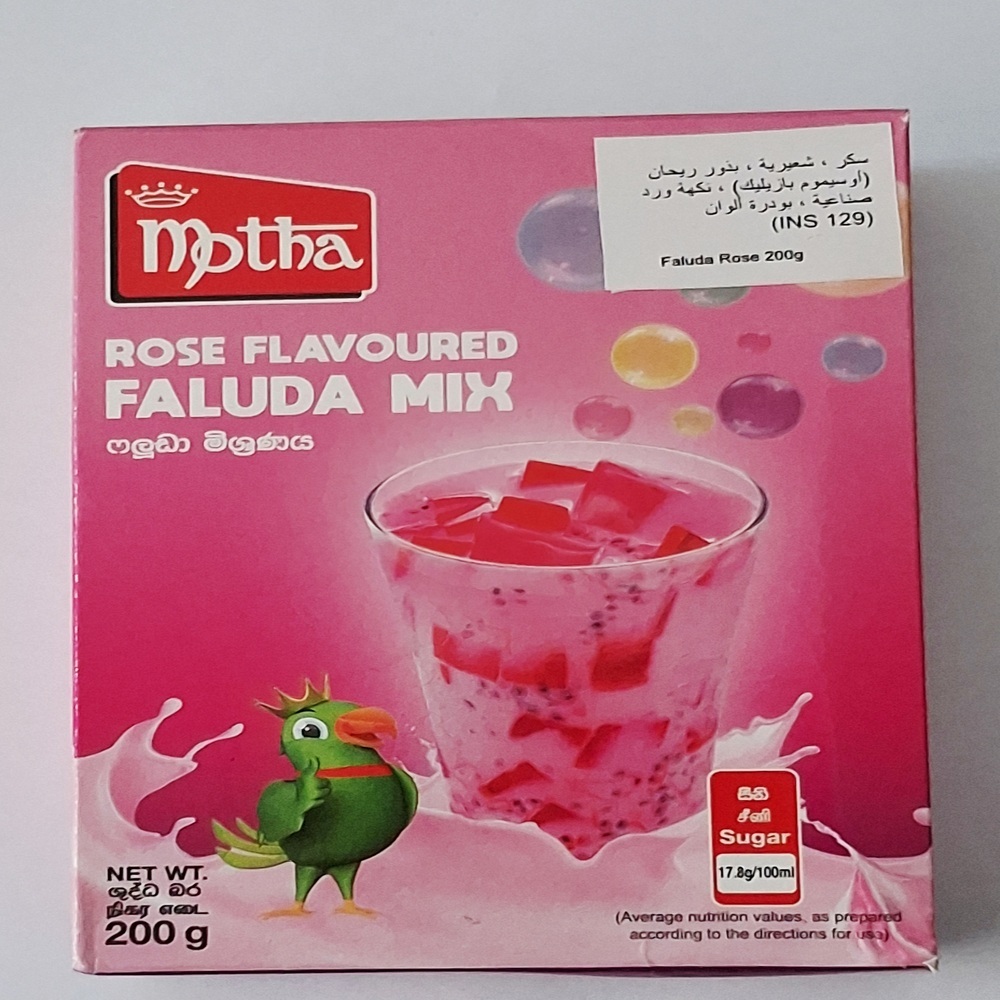 Motha
سكر ، شعيرية ، بذور ريحان
(أوسيموم بازيليك) ، نكهة ورد
صناعية ، بودرة ألوان
(INS 129)
Faluda Rose 200g
ROSE FLAVOURED
FALUDA MIX
ෆලූඩා මිශ්‍රණය
සීනි
சீனி
Sugar
17.8g/100ml
NET WT.
ශුද්ධ බර
நிகர எடை
200 g
(Average nutrition values, as prepared
according to the directions for use)